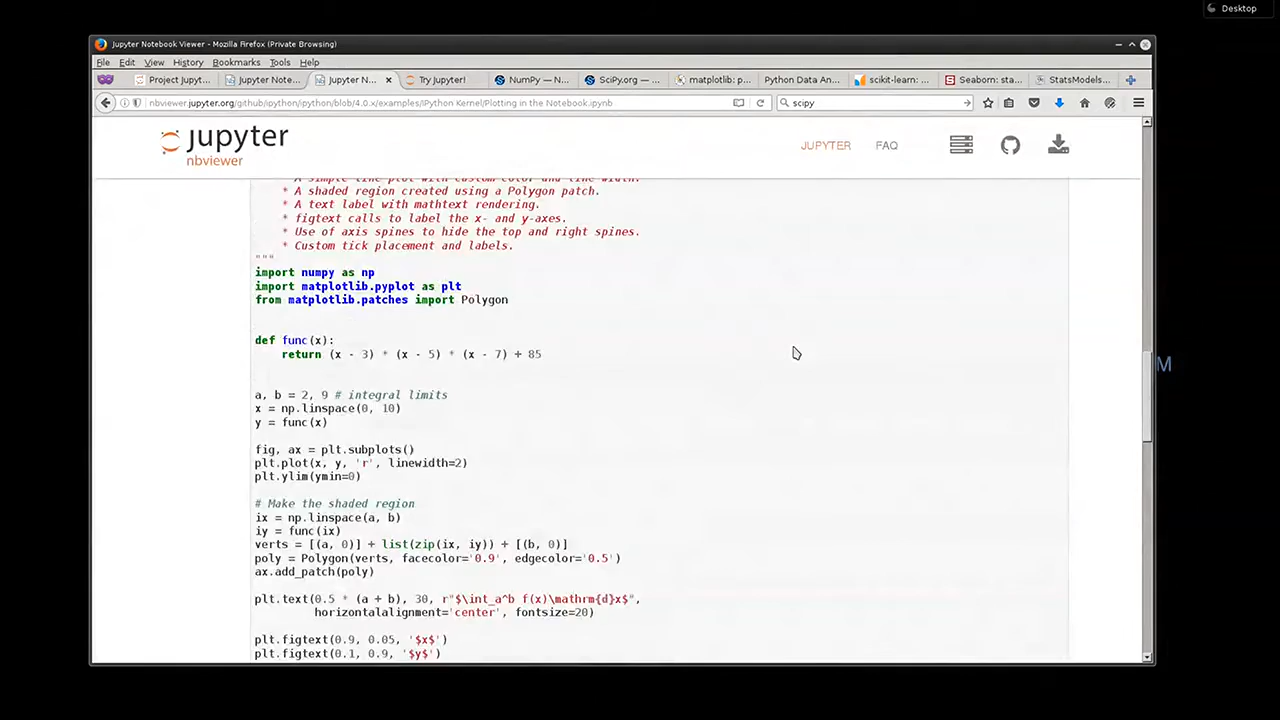 Desktop
Jupyter Notebook Viewer - Mozilla Firefox (Private Browsing)
File Edit View History Bookmarks Tools Help
Project Jupyt... Jupyter Note... Jupyter N... Try Jupyter! NumPy — N... SciPy.org — ... matplotlib: p... Python Data An... scikit-learn: ... Seaborn: sta... StatsModels...
nbviewer.jupyter.org/github/ipython/ipython/blob/4.0.x/examples/IPython Kernel/Plotting in the Notebook.ipynb scipy
jupyter
nbviewer
JUPYTER FAQ
* A simple line plot with custom color and line width.
* A shaded region created using a Polygon patch.
* A text label with mathtext rendering.
* figtext calls to label the x- and y-axes.
* Use of axis spines to hide the top and right spines.
* Custom tick placement and labels.
"""
import numpy as np
import matplotlib.pyplot as plt
from matplotlib.patches import Polygon
def func(x):
return (x - 3) * (x - 5) * (x - 7) + 85
a, b = 2, 9 # integral limits
x = np.linspace(0, 10)
y = func(x)
fig, ax = plt.subplots()
plt.plot(x, y, 'r', linewidth=2)
plt.ylim(ymin=0)
# Make the shaded region
ix = np.linspace(a, b)
iy = func(ix)
verts = [(a, 0)] + list(zip(ix, iy)) + [(b, 0)]
poly = Polygon(verts, facecolor='0.9', edgecolor='0.5')
ax.add_patch(poly)
plt.text(0.5 * (a + b), 30, r"$\int_a^b f(x)\mathrm{d}x$",
horizontalalignment='center', fontsize=20)
plt.figtext(0.9, 0.05, '$x$')
plt.figtext(0.1, 0.9, '$y$')
M